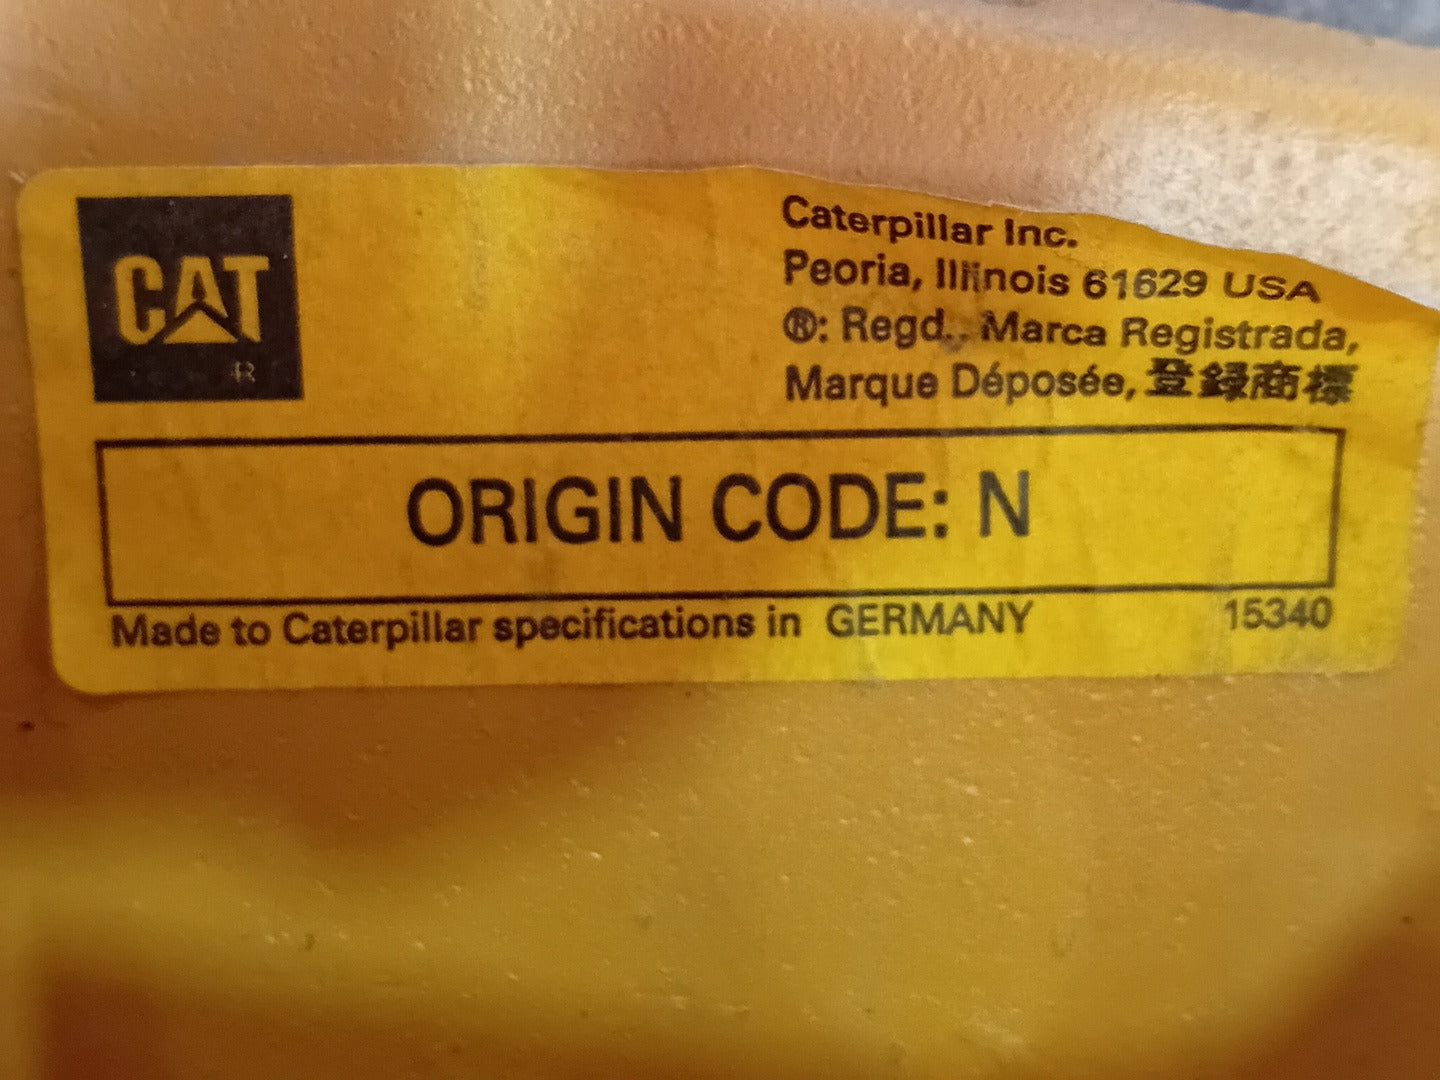 CAT
®
Caterpillar Inc.
Peoria, Illinois 61629 USA
®: Regd., Marca Registrada,
Marque Déposée, 登録商標
ORIGIN CODE: N
Made to Caterpillar specifications in GERMANY 15340